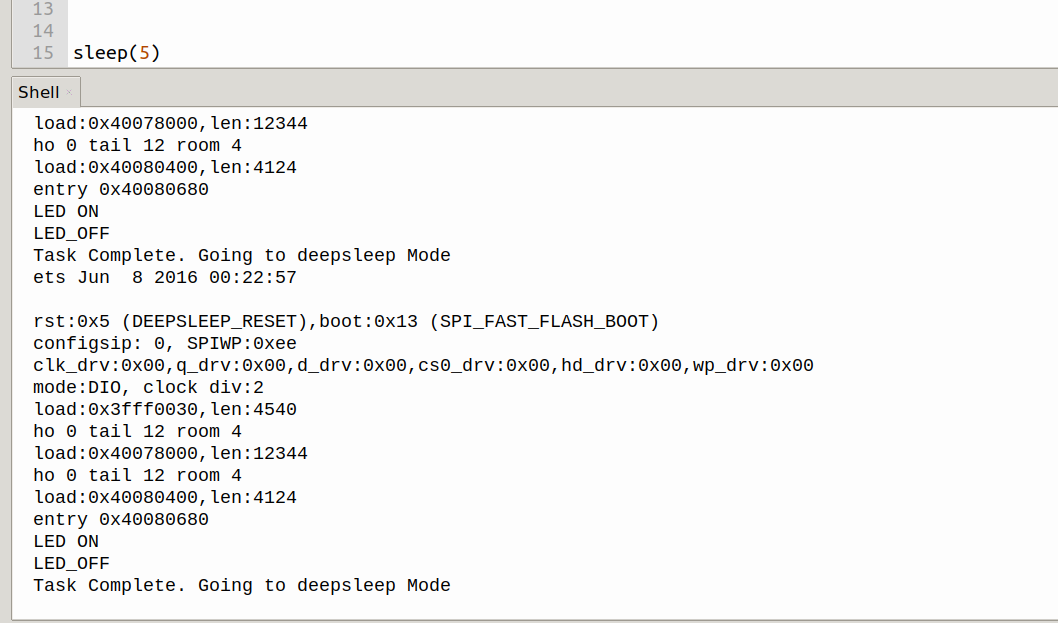 13
14
15 sleep(5)
Shell ×
load:0x40078000,len:12344
ho 0 tail 12 room 4
load:0x40080400,len:4124
entry 0x40080680
LED ON
LED_OFF
Task Complete. Going to deepsleep Mode
ets Jun  8 2016 00:22:57
rst:0x5 (DEEPSLEEP_RESET),boot:0x13 (SPI_FAST_FLASH_BOOT)
configsip: 0, SPIWP:0xee
clk_drv:0x00,q_drv:0x00,d_drv:0x00,cs0_drv:0x00,hd_drv:0x00,wp_drv:0x00
mode:DIO, clock div:2
load:0x3fff0030,len:4540
ho 0 tail 12 room 4
load:0x40078000,len:12344
ho 0 tail 12 room 4
load:0x40080400,len:4124
entry 0x40080680
LED ON
LED_OFF
Task Complete. Going to deepsleep Mode